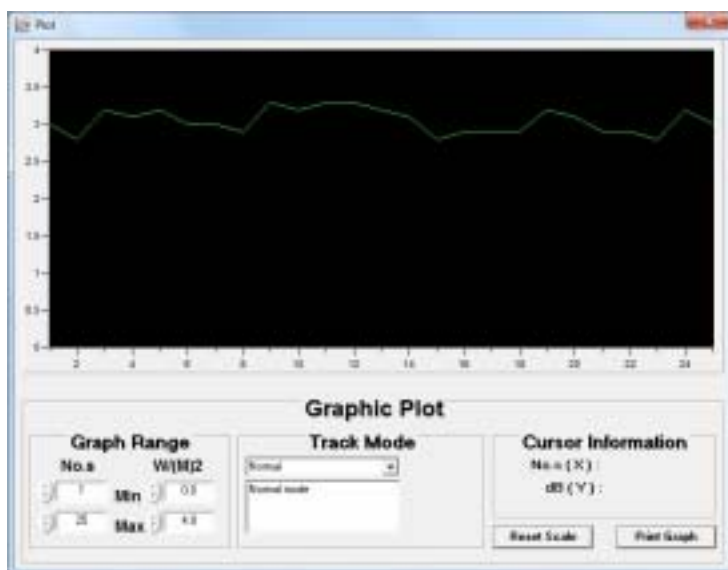 Plot
4
3.5
3
2.5
2
1.5
1
0.5
0
2 4 6 8 10 12 14 16 18 20 22 24
Graphic Plot
Graph Range
No.s W/(M)2
1 Min 0.0
25 Max 4.0
Track Mode
Normal
Normal mode
Cursor Information
No.s ( X ) :
dB ( Y ) :
Reset Scale Print Graph